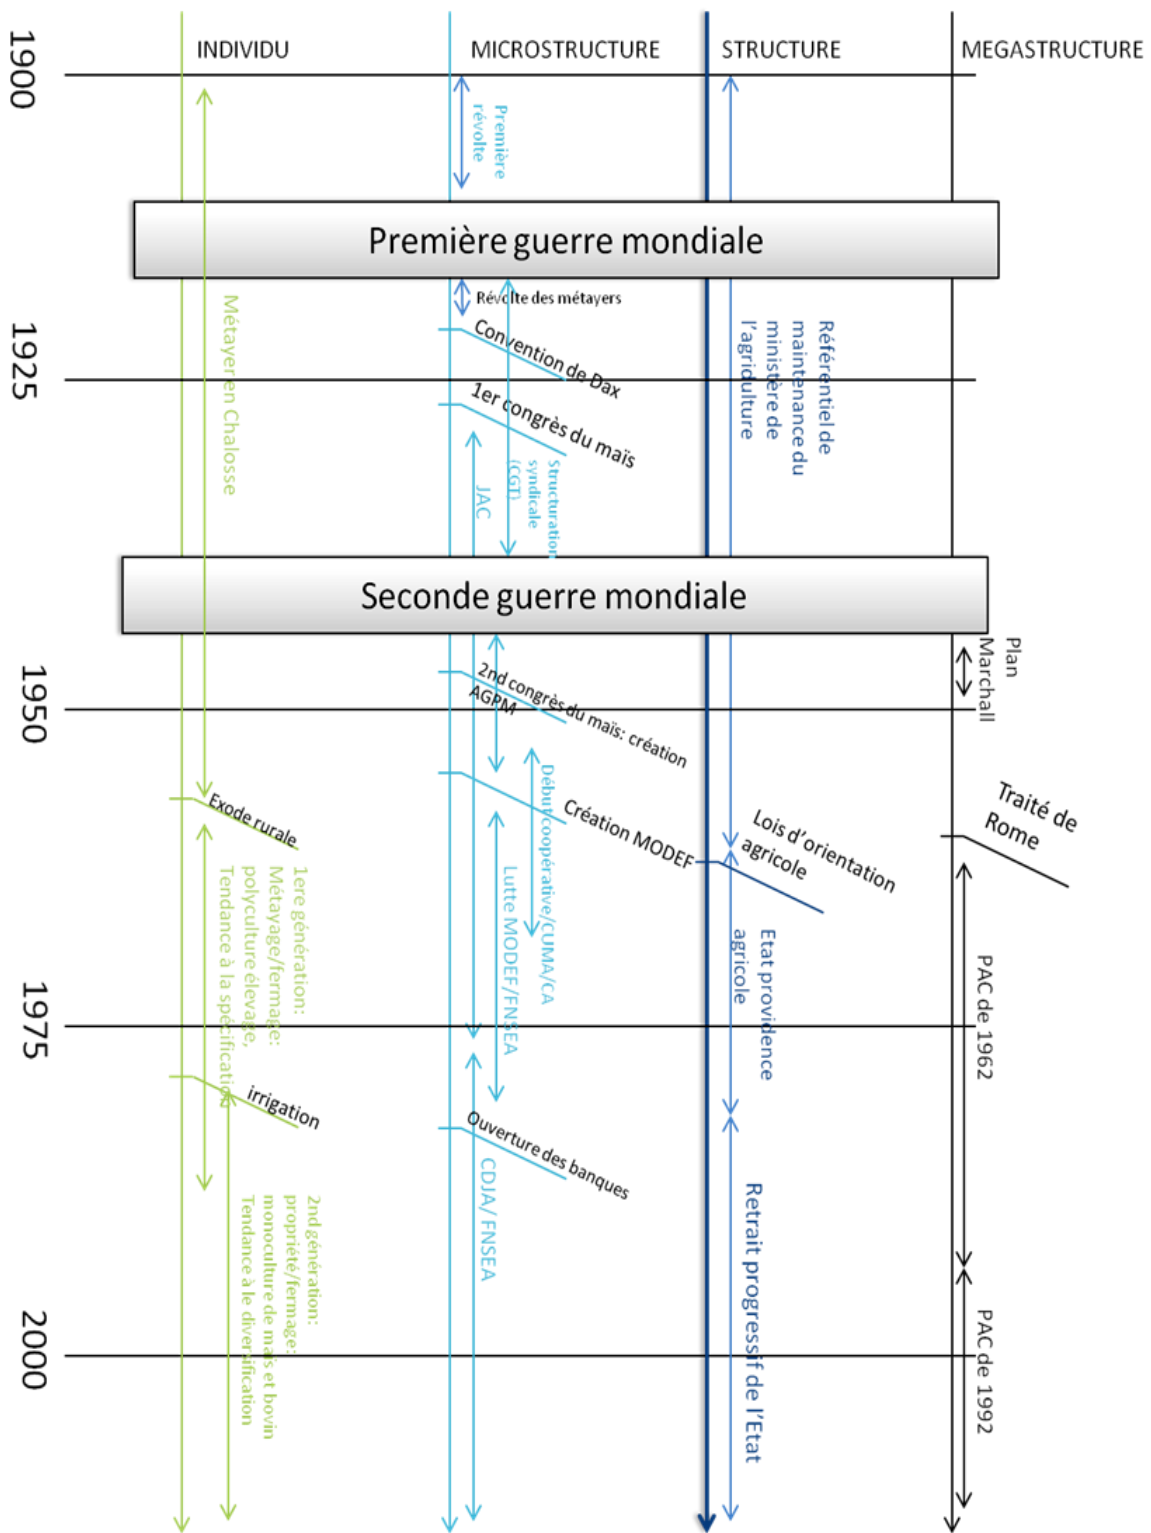 INDIVIDU
MICROSTRUCTURE
STRUCTURE
MEGASTRUCTURE
1900
Première
révolte
Première guerre mondiale
Révolte des métayers
Convention de Dax
1925
1er congrès du maïs
Métayer en Chalosse
Référentiel de
maintenance du
ministère de
l'agridulture
Structuration
syndicale
(CGT)
JAC
Seconde guerre mondiale
Plan
Marchall
1950
2nd congrès du maïs: création
AGPM
Début coopérative/CUMA/CA
Création MODEF
Exode rurale
Lois d'orientation
agricole
Traité de
Rome
1ere génération:
Métayage/fermage:
polyculture élevage,
Tendance à la spécification
Lutte MODEF/FNSEA
Etat providence
agricole
PAC de 1962
1975
irrigation
Ouverture des banques
CDJA/ FNSEA
2nd génération:
propriété/fermage:
monoculture de maïs et bovin
Tendance à le diversification
Retrait progressif de l'Etat
2000
PAC de 1992